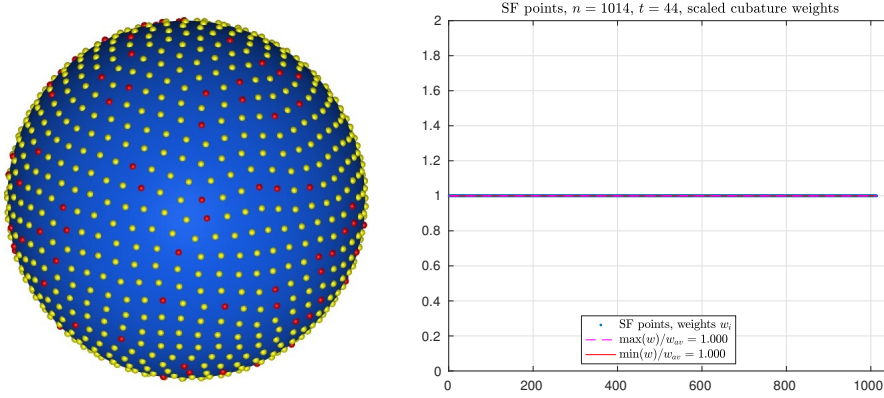 SF points, n = 1014, t = 44, scaled cubature weights
2
1.8
1.6
1.4
1.2
1
0.8
0.6
0.4
0.2
0
SF points, weights wᵢ
max(w)/w_av = 1.000
min(w)/w_av = 1.000
0 200 400 600 800 1000